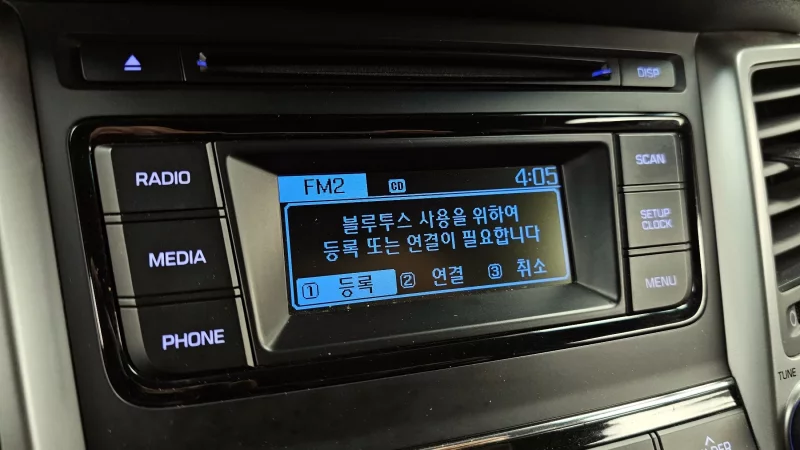 DISP
RADIO
MEDIA
PHONE
FM2 CD 4:05
블루투스 사용을 위하여
등록 또는 연결이 필요합니다
1 등록 2 연결 3 취소
SCAN
SETUP
CLOCK
MENU
TUNE